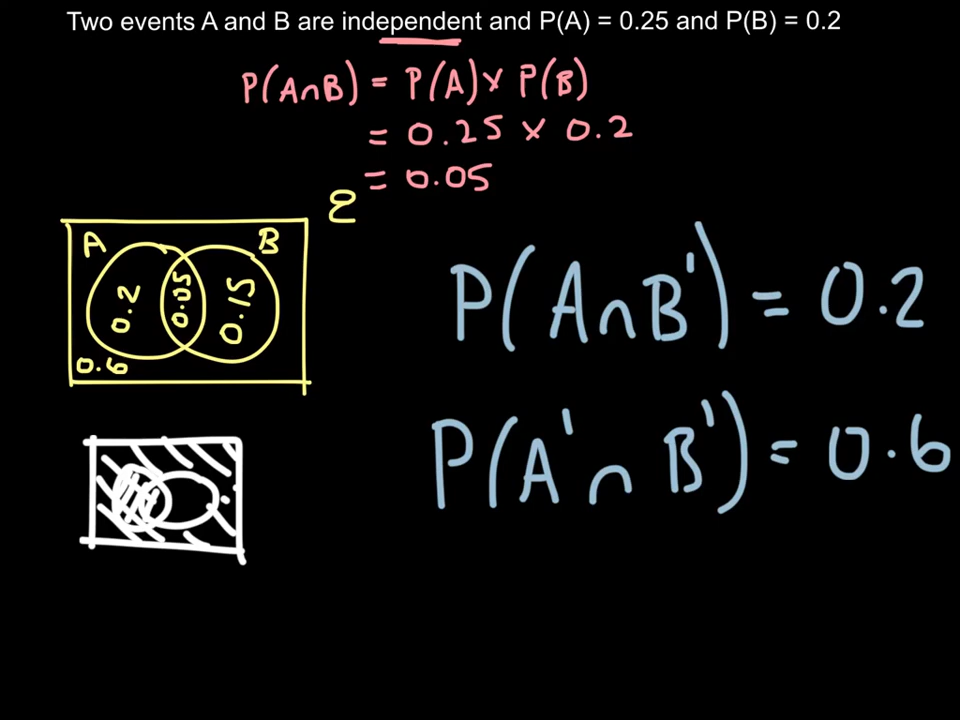 Two events A and B are independent and P(A) = 0.25 and P(B) = 0.2
P(A∩B) = P(A) × P(B)
= 0.25 × 0.2
= 0.05
ℰ
A B
0.2 0.05 0.15
0.6
P(A∩B') = 0.2
P(A'∩B') = 0.6